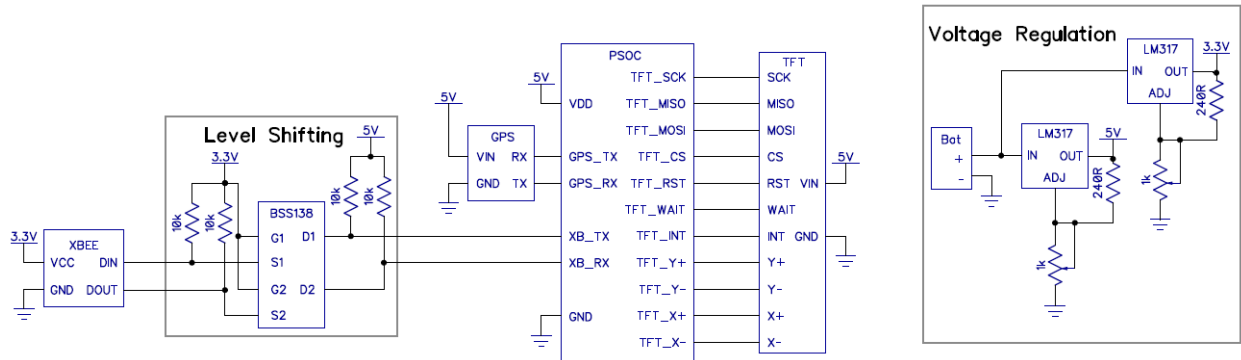 Level Shifting
3.3V
5V
10k
10k
10k
10k
BSS138
G1
D1
S1
G2
D2
S2
3.3V
XBEE
VCC
DIN
GND
DOUT
5V
GPS
VIN
RX
GND
TX
5V
PSOC
VDD
GPS_TX
GPS_RX
XB_TX
XB_RX
GND
TFT_SCK
TFT_MISO
TFT_MOSI
TFT_CS
TFT_RST
TFT_WAIT
TFT_INT
TFT_Y+
TFT_Y-
TFT_X+
TFT_X-
TFT
SCK
MISO
MOSI
CS
RST
VIN
WAIT
INT
GND
Y+
Y-
X+
X-
5V
Voltage Regulation
Bat
+
-
LM317
IN
OUT
ADJ
5V
240R
1k
LM317
IN
OUT
ADJ
3.3V
240R
1k